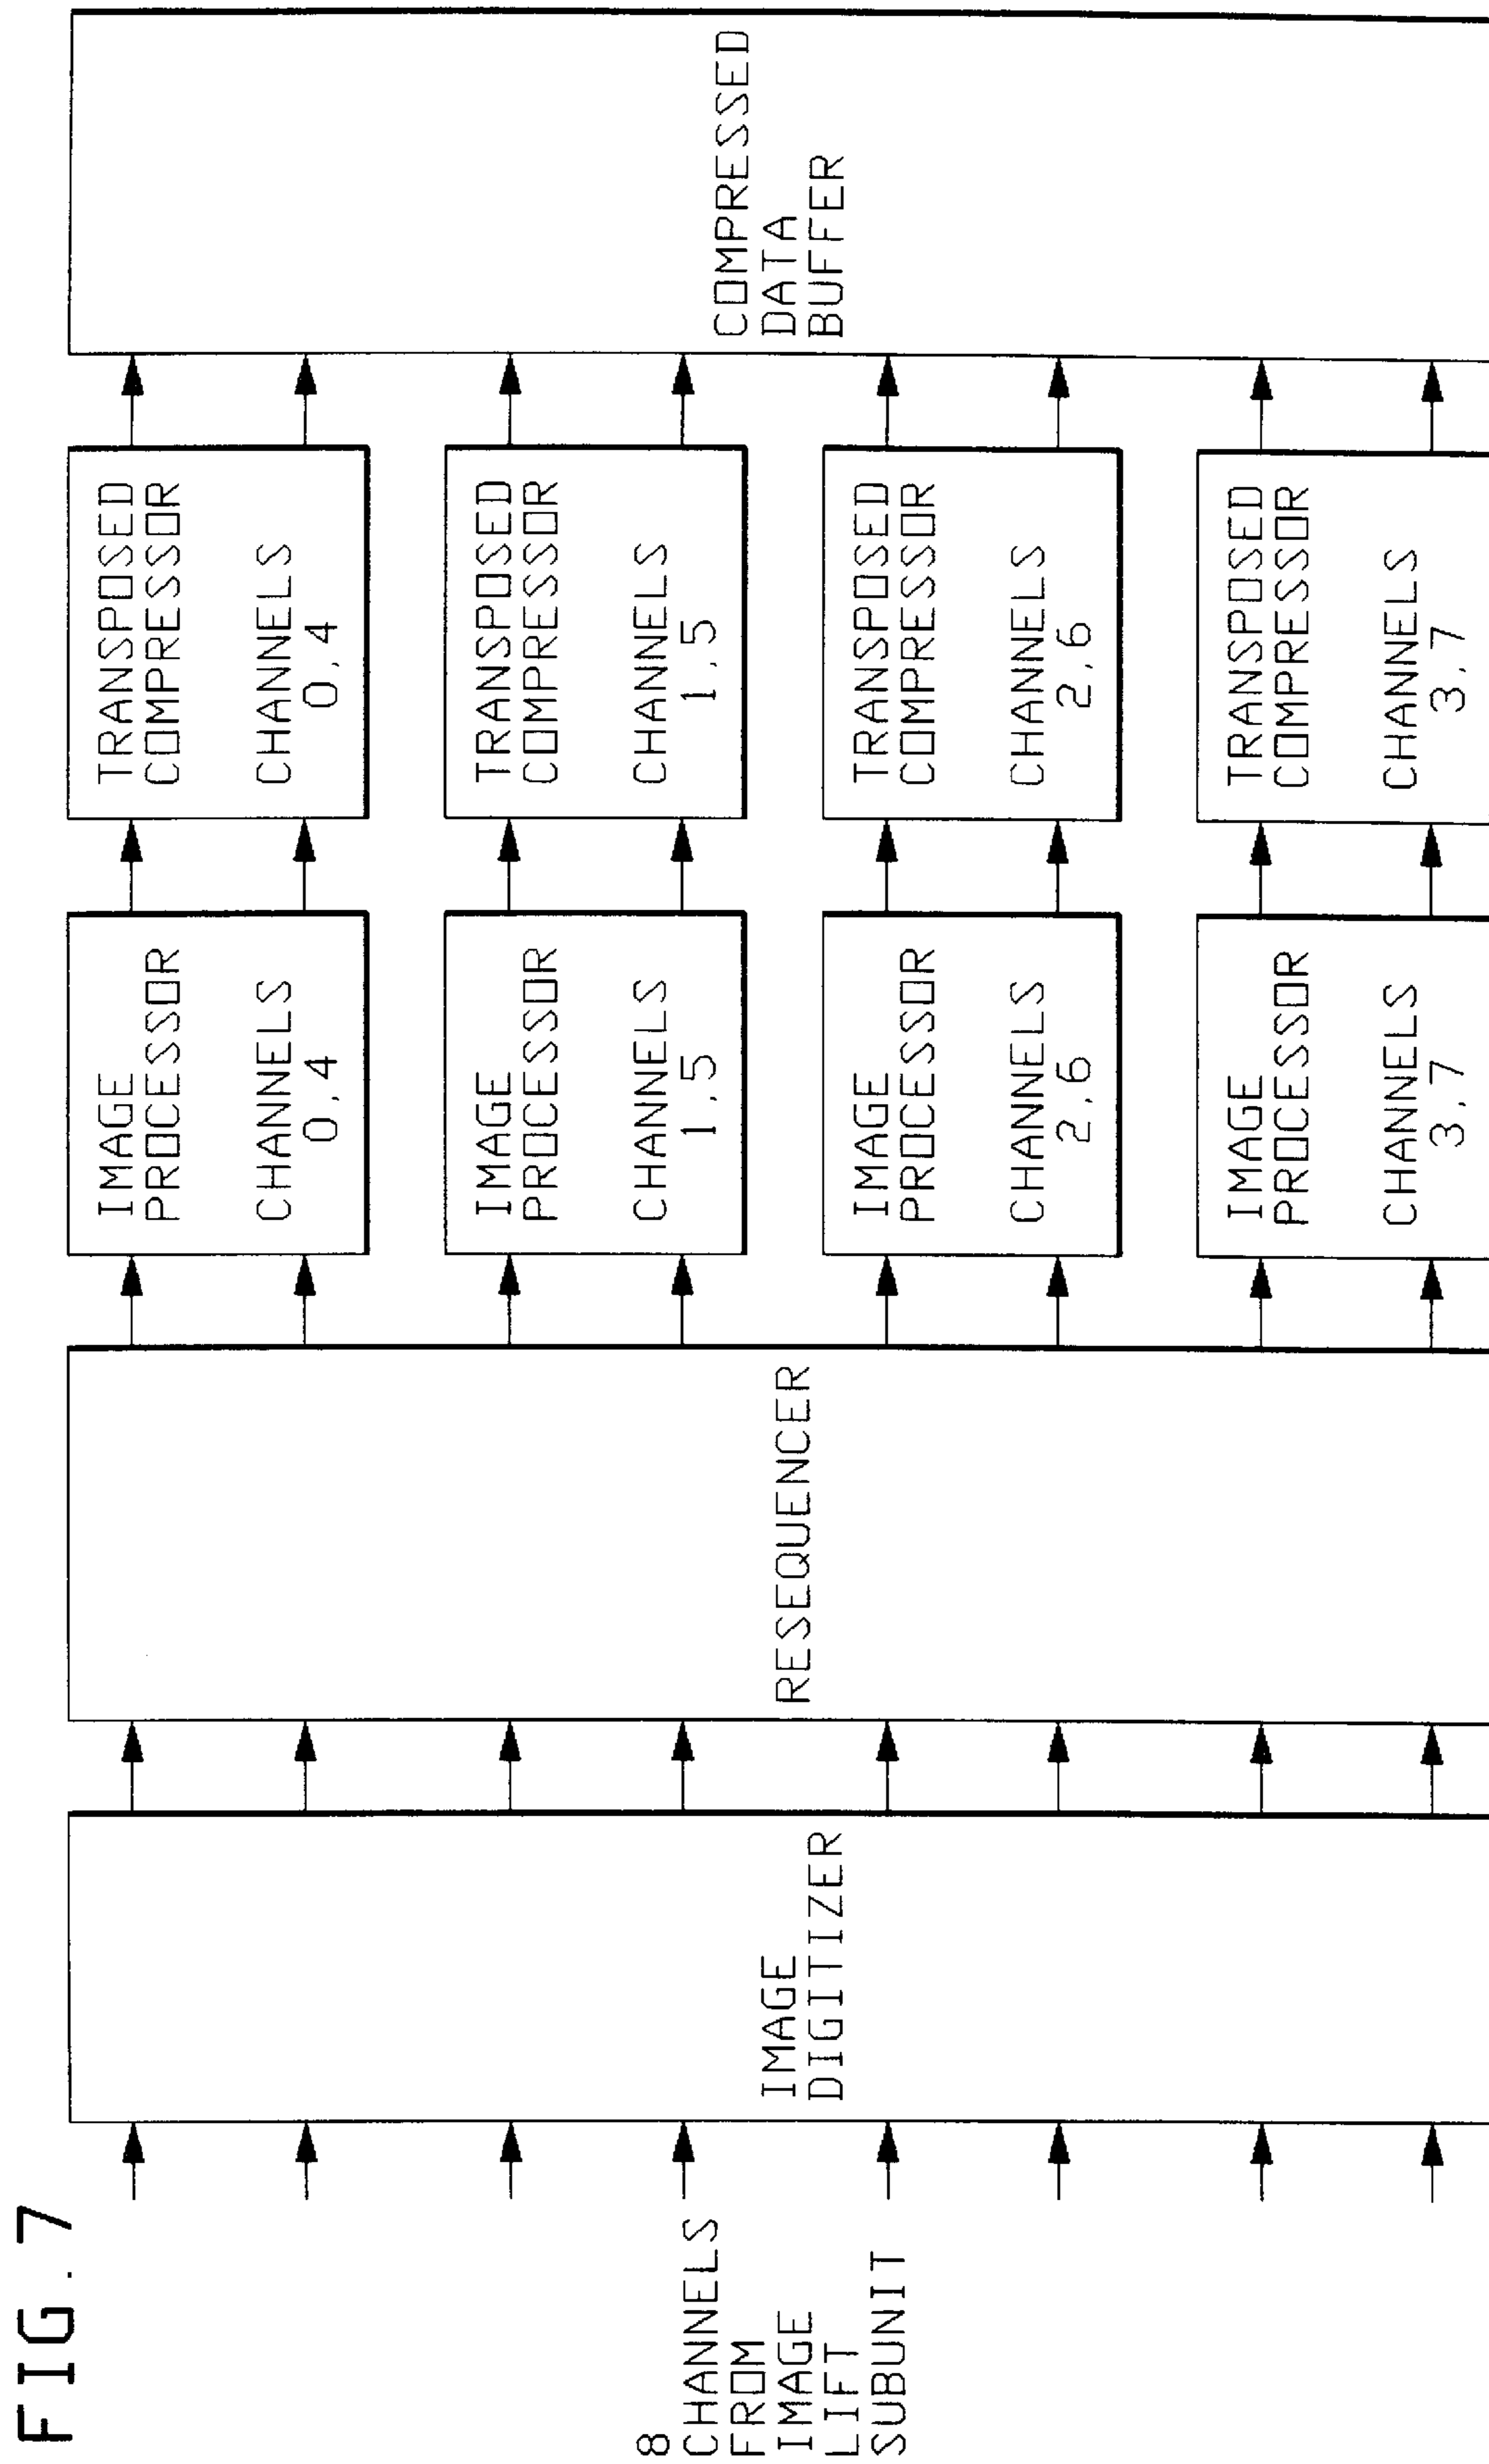 FIG. 7
8
CHANNELS
FROM
IMAGE
LIFT
SUBUNIT
IMAGE
DIGITIZER
RESEQUENCER
IMAGE
PROCESSOR
CHANNELS
0,4
IMAGE
PROCESSOR
CHANNELS
1,5
IMAGE
PROCESSOR
CHANNELS
2,6
IMAGE
PROCESSOR
CHANNELS
3,7
TRANSPOSED
COMPRESSOR
CHANNELS
0,4
TRANSPOSED
COMPRESSOR
CHANNELS
1,5
TRANSPOSED
COMPRESSOR
CHANNELS
2,6
TRANSPOSED
COMPRESSOR
CHANNELS
3,7
COMPRESSED
DATA
BUFFER